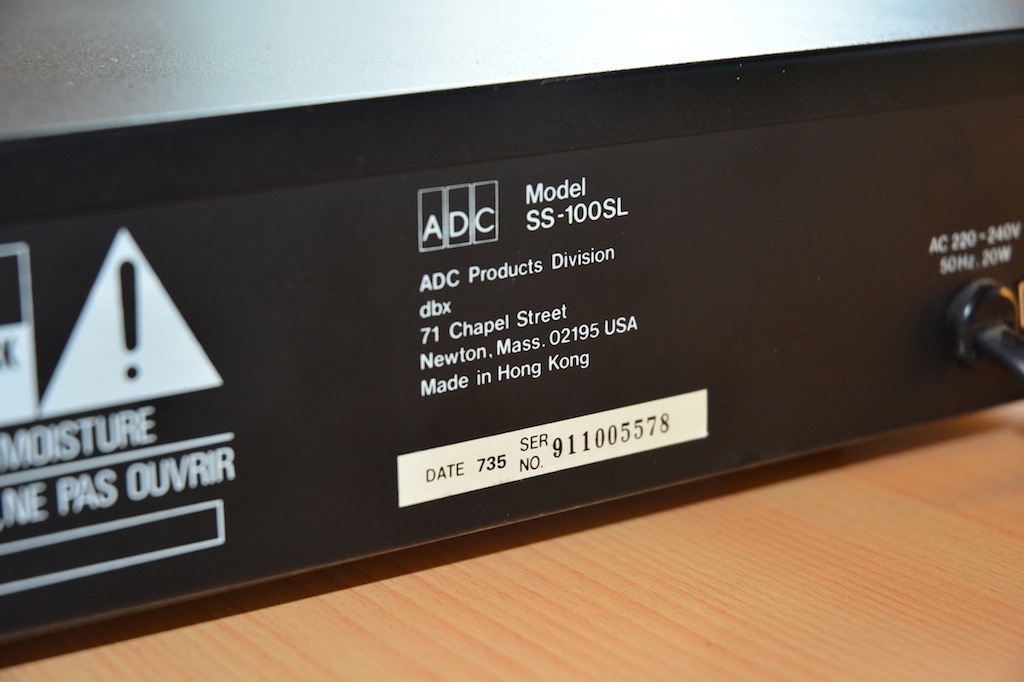 MOISTURE
NE PAS OUVRIR
ADC
Model
SS-100SL
ADC Products Division
dbx
71 Chapel Street
Newton, Mass. 02195 USA
Made in Hong Kong
DATE 735 SER NO. 911005578
AC 220-240V
50Hz, 20W